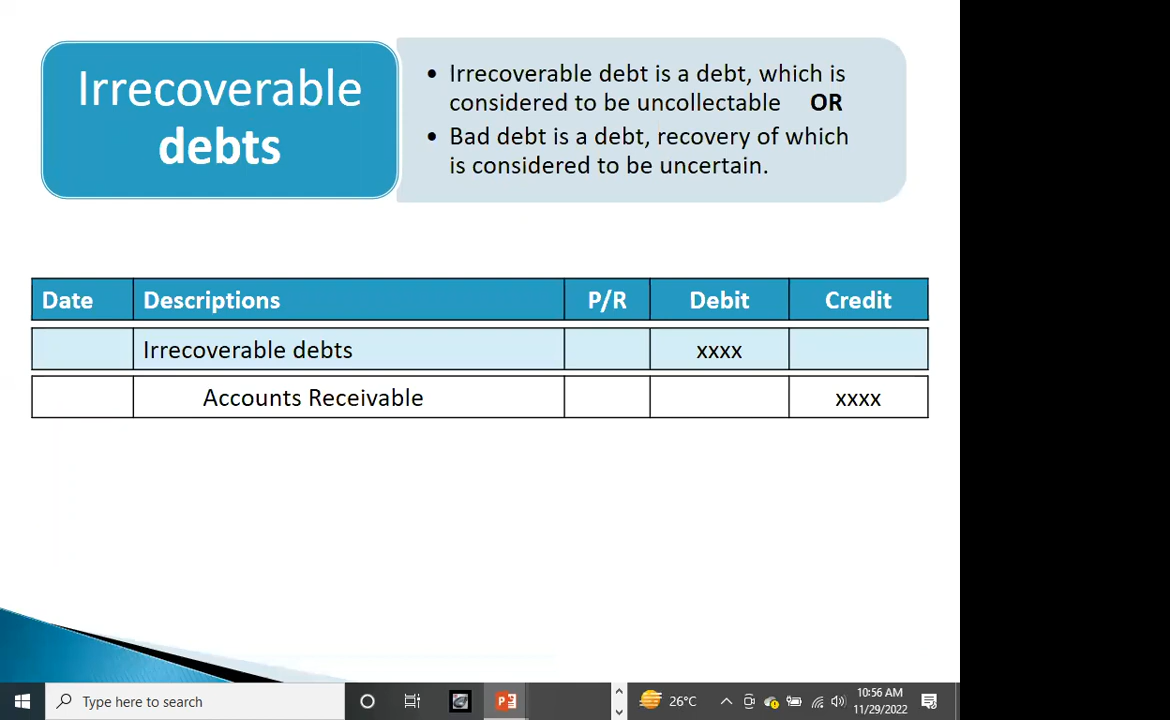 Irrecoverable
debts
• Irrecoverable debt is a debt, which is
considered to be uncollectable OR
• Bad debt is a debt, recovery of which
is considered to be uncertain.
Date Descriptions P/R Debit Credit
Irrecoverable debts xxxx
Accounts Receivable xxxx
Type here to search
26°C
10:56 AM
11/29/2022